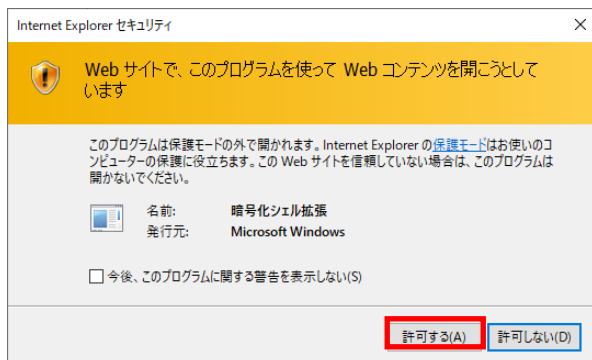 Internet Explorer セキュリティ
Web サイトで、このプログラムを使って Web コンテンツを開こうとして
います
このプログラムは保護モードの外で開かれます。Internet Explorer の保護モードはお使いのコ
ンピューターの保護に役立ちます。この Web サイトを信頼していない場合は、このプログラムは
開かないでください。
名前: 暗号化シェル拡張
発行元: Microsoft Windows
今後、このプログラムに関する警告を表示しない(S)
許可する(A) 許可しない(D)